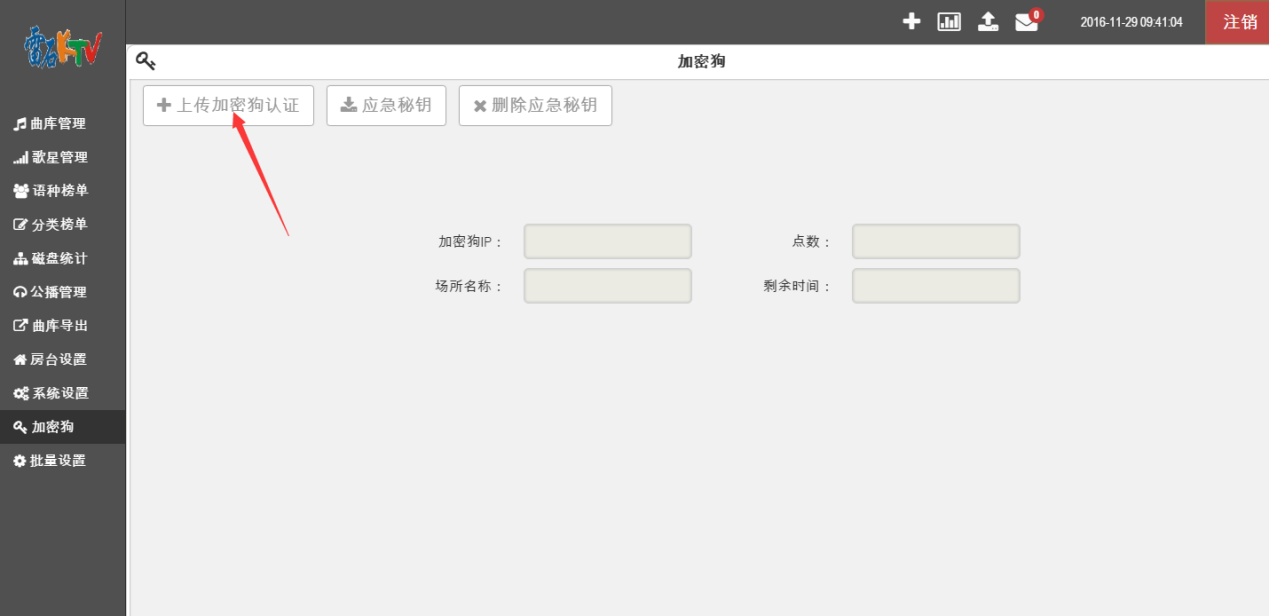 0
2016-11-29 09:41:04
注销
雷石KTV
加密狗
上传加密狗认证
应急秘钥
删除应急秘钥
曲库管理
歌星管理
语种榜单
分类榜单
磁盘统计
公播管理
曲库导出
房台设置
系统设置
加密狗
批量设置
加密狗IP：
点数：
场所名称：
剩余时间：